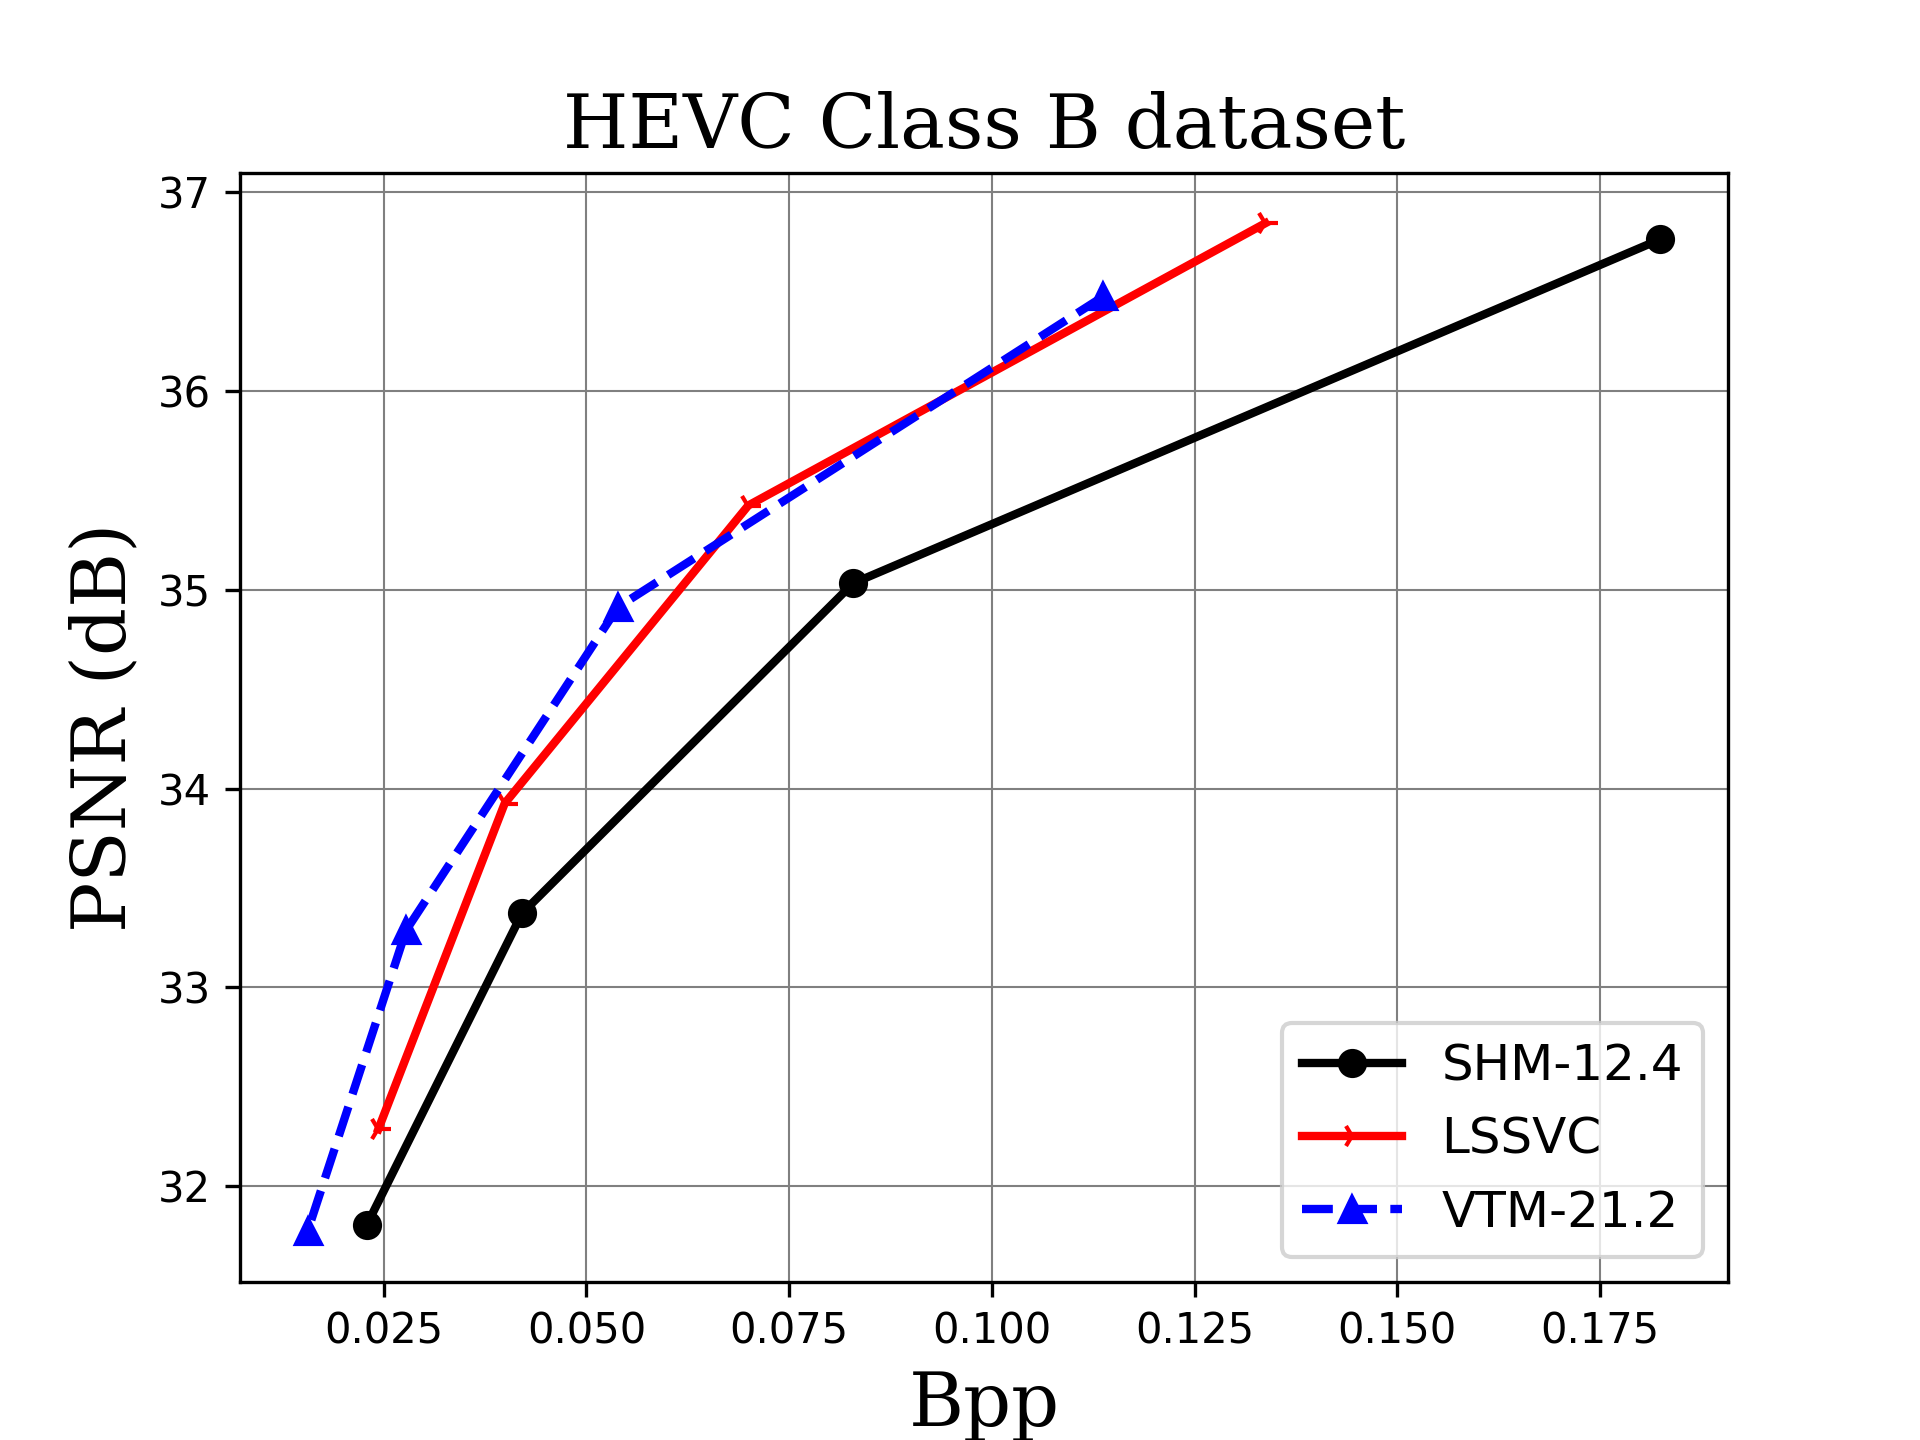 HEVC Class B dataset
PSNR (dB)
37
36
35
34
33
32
SHM-12.4
LSSVC
VTM-21.2
0.025 0.050 0.075 0.100 0.125 0.150 0.175
Bpp